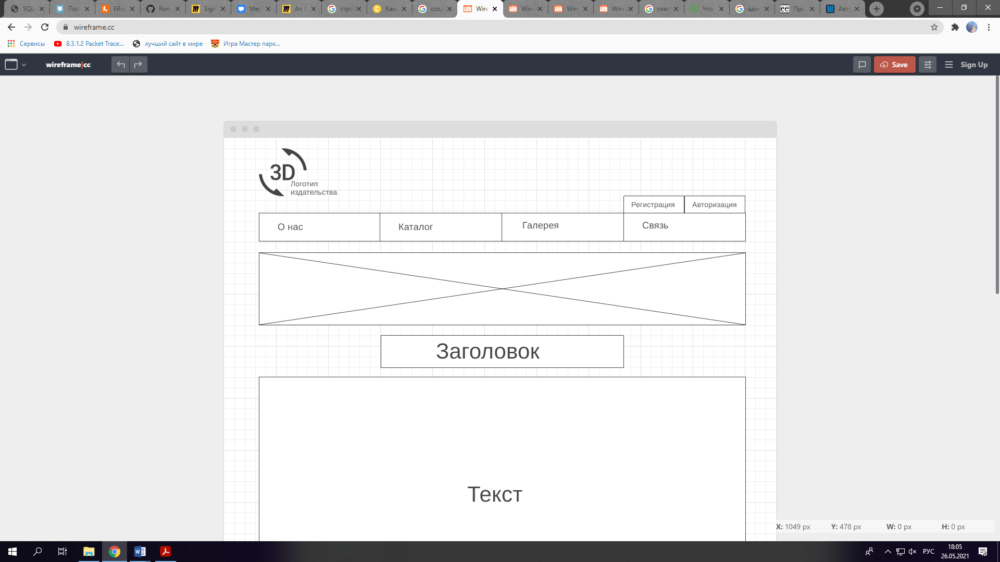 SQL Пос ER-д Rom Sign Мес An O стра Как создWire Wire Wire Wire глав Что адм Про Авт
wireframe.cc
Сервисы 8.3.1.2 Packet Trace... лучший сайт в мире Игра Мастер парк...
wireframe|cc Save Sign Up
3D
Логотип
издательства
Регистрация Авторизация
О нас Каталог Галерея Связь
Заголовок
Текст
X: 1049 px Y: 478 px W: 0 px H: 0 px
РУС 18:05
26.05.2021